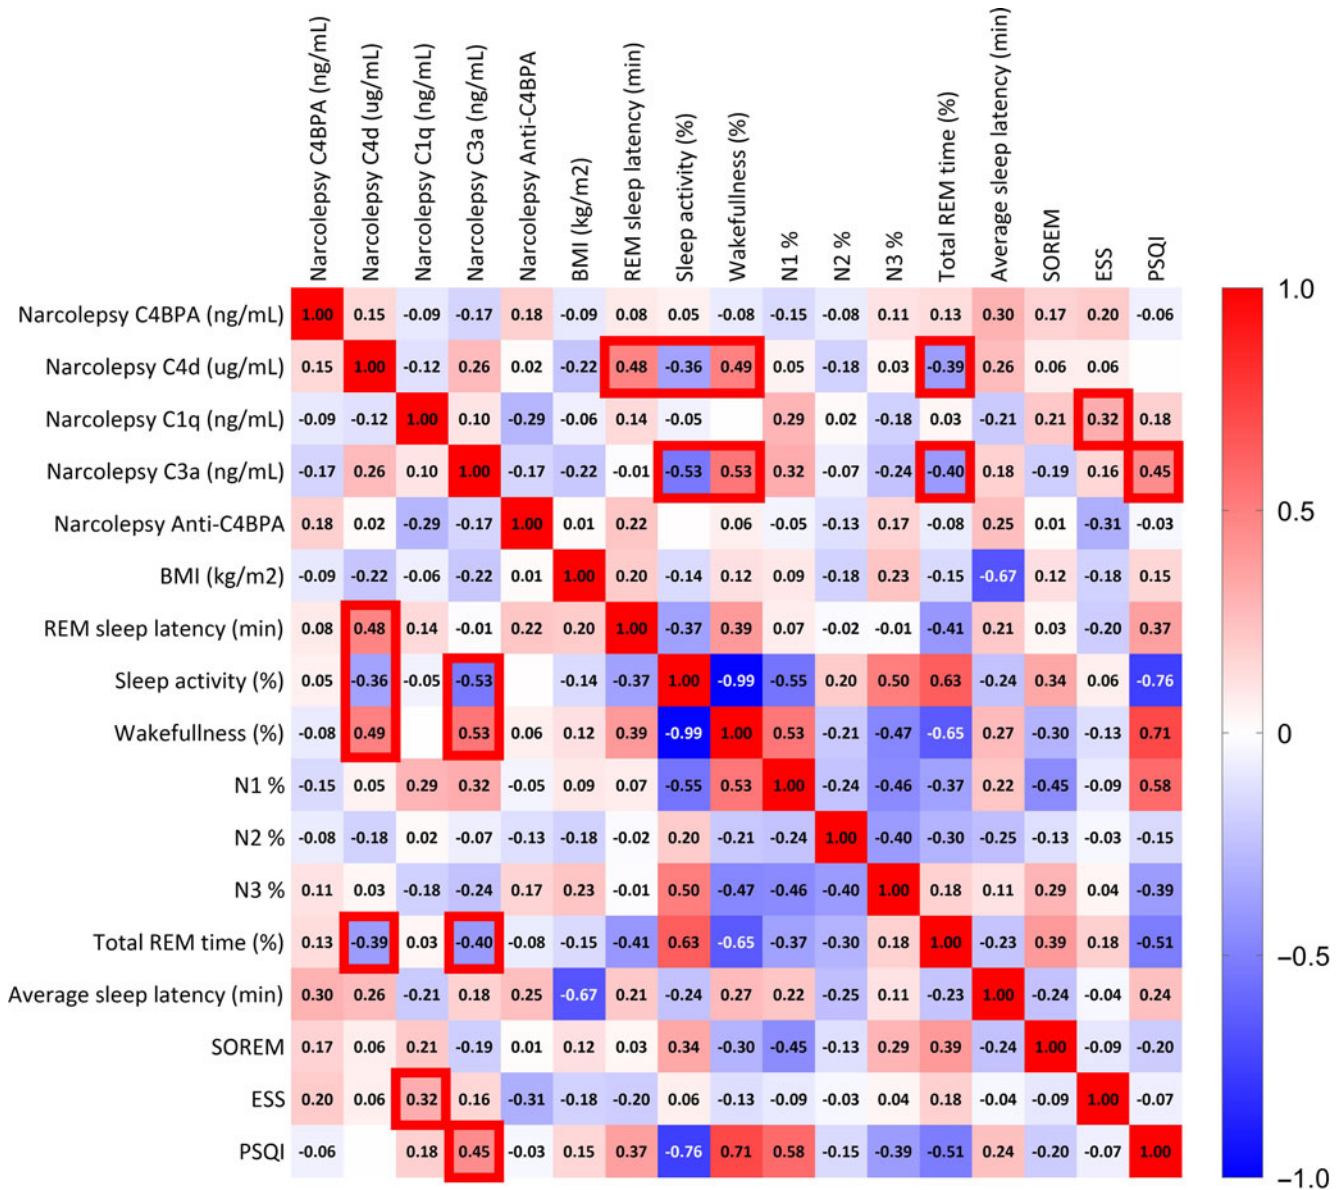 Narcolepsy C4BPA (ng/mL)
Narcolepsy C4d (ug/mL)
Narcolepsy C1q (ng/mL)
Narcolepsy C3a (ng/mL)
Narcolepsy Anti-C4BPA
BMI (kg/m2)
REM sleep latency (min)
Sleep activity (%)
Wakefullness (%)
N1 %
N2 %
N3 %
Total REM time (%)
Average sleep latency (min)
SOREM
ESS
PSQI
Narcolepsy C4BPA (ng/mL) 1.00 0.15 -0.09 -0.17 0.18 -0.09 0.08 0.05 -0.08 -0.15 -0.08 0.11 0.13 0.30 0.17 0.20 -0.06
Narcolepsy C4d (ug/mL) 0.15 1.00 -0.12 0.26 0.02 -0.22 0.48 -0.36 0.49 0.05 -0.18 0.03 -0.39 0.26 0.06 0.06
Narcolepsy C1q (ng/mL) -0.09 -0.12 1.00 0.10 -0.29 -0.06 0.14 -0.05 0.29 0.02 -0.18 0.03 -0.21 0.21 0.32 0.18
Narcolepsy C3a (ng/mL) -0.17 0.26 0.10 1.00 -0.17 -0.22 -0.01 -0.53 0.53 0.32 -0.07 -0.24 -0.40 0.18 -0.19 0.16 0.45
Narcolepsy Anti-C4BPA 0.18 0.02 -0.29 -0.17 1.00 0.01 0.22 0.06 -0.05 -0.13 0.17 -0.08 0.25 0.01 -0.31 -0.03
BMI (kg/m2) -0.09 -0.22 -0.06 -0.22 0.01 1.00 0.20 -0.14 0.12 0.09 -0.18 0.23 -0.15 -0.67 0.12 -0.18 0.15
REM sleep latency (min) 0.08 0.48 0.14 -0.01 0.22 0.20 1.00 -0.37 0.39 0.07 -0.02 -0.01 -0.41 0.21 0.03 -0.20 0.37
Sleep activity (%) 0.05 -0.36 -0.05 -0.53 -0.14 -0.37 1.00 -0.99 -0.55 0.20 0.50 0.63 -0.24 0.34 0.06 -0.76
Wakefullness (%) -0.08 0.49 0.53 0.06 0.12 0.39 -0.99 1.00 0.53 -0.21 -0.47 -0.65 0.27 -0.30 -0.13 0.71
N1 % -0.15 0.05 0.29 0.32 -0.05 0.09 0.07 -0.55 0.53 1.00 -0.24 -0.46 -0.37 0.22 -0.45 -0.09 0.58
N2 % -0.08 -0.18 0.02 -0.07 -0.13 -0.18 -0.02 0.20 -0.21 -0.24 1.00 -0.40 -0.30 -0.25 -0.13 -0.03 -0.15
N3 % 0.11 0.03 -0.18 -0.24 0.17 0.23 -0.01 0.50 -0.47 -0.46 -0.40 1.00 0.18 0.11 0.29 0.04 -0.39
Total REM time (%) 0.13 -0.39 0.03 -0.40 -0.08 -0.15 -0.41 0.63 -0.65 -0.37 -0.30 0.18 1.00 -0.23 0.39 0.18 -0.51
Average sleep latency (min) 0.30 0.26 -0.21 0.18 0.25 -0.67 0.21 -0.24 0.27 0.22 -0.25 0.11 -0.23 1.00 -0.24 -0.04 0.24
SOREM 0.17 0.06 0.21 -0.19 0.01 0.12 0.03 0.34 -0.30 -0.45 -0.13 0.29 0.39 -0.24 1.00 -0.09 -0.20
ESS 0.20 0.06 0.32 0.16 -0.31 -0.18 -0.20 0.06 -0.13 -0.09 -0.03 0.04 0.18 -0.04 -0.09 1.00 -0.07
PSQI -0.06 0.18 0.45 -0.03 0.15 0.37 -0.76 0.71 0.58 -0.15 -0.39 -0.51 0.24 -0.20 -0.07 1.00
1.0
0.5
0
−0.5
−1.0